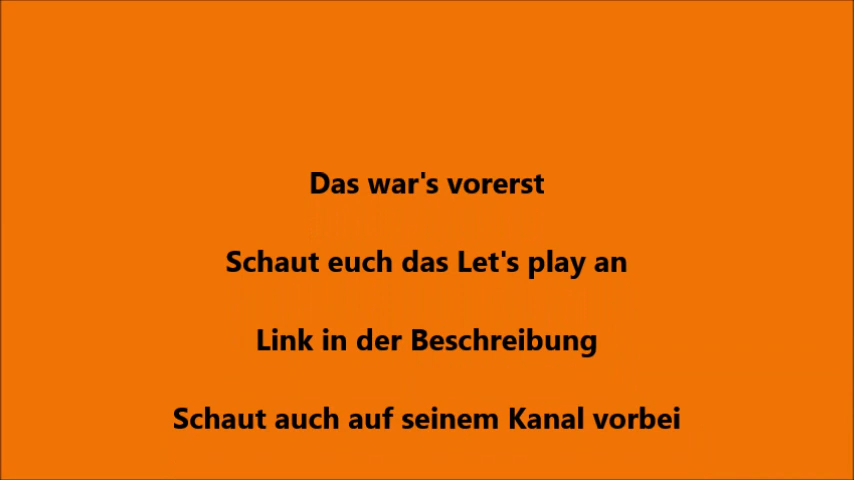 Das war's vorerst
Schaut euch das Let's play an
Link in der Beschreibung
Schaut auch auf seinem Kanal vorbei